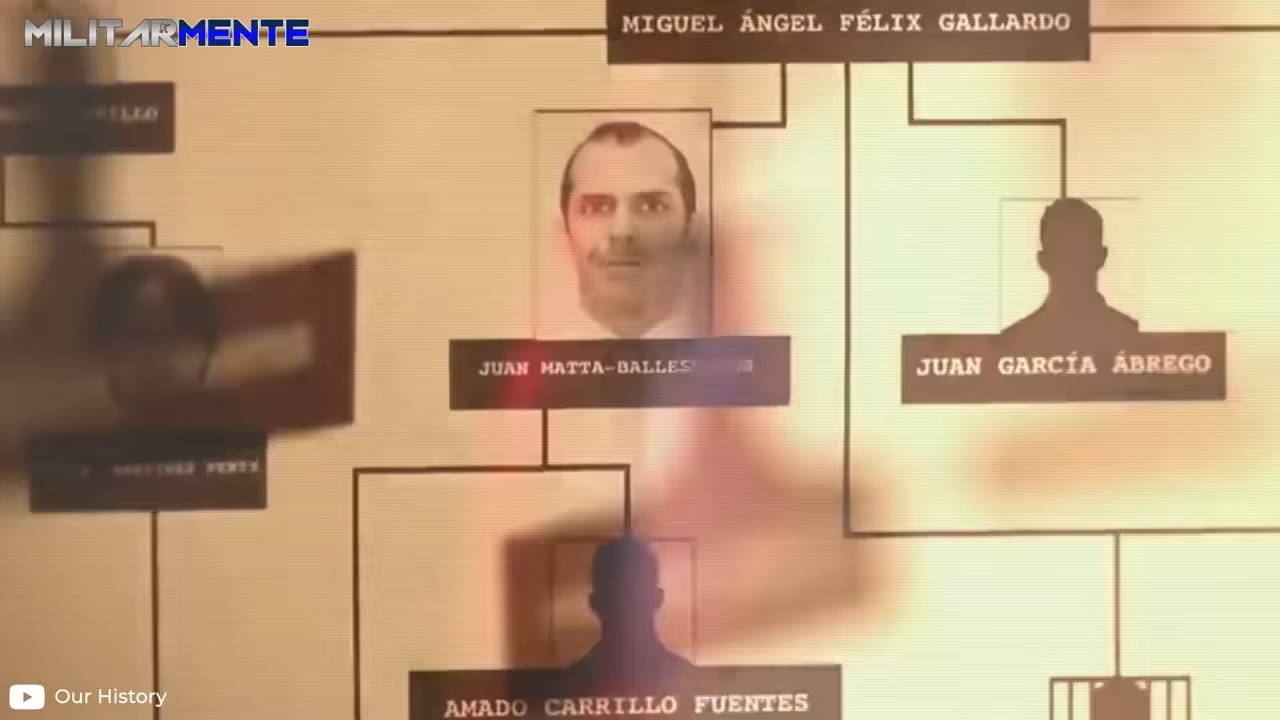 MILITARMENTE
MIGUEL ÁNGEL FÉLIX GALLARDO
JUAN MATTA-BALLES
JUAN GARCÍA ÁBREGO
AMADO CARRILLO FUENTES
Our History